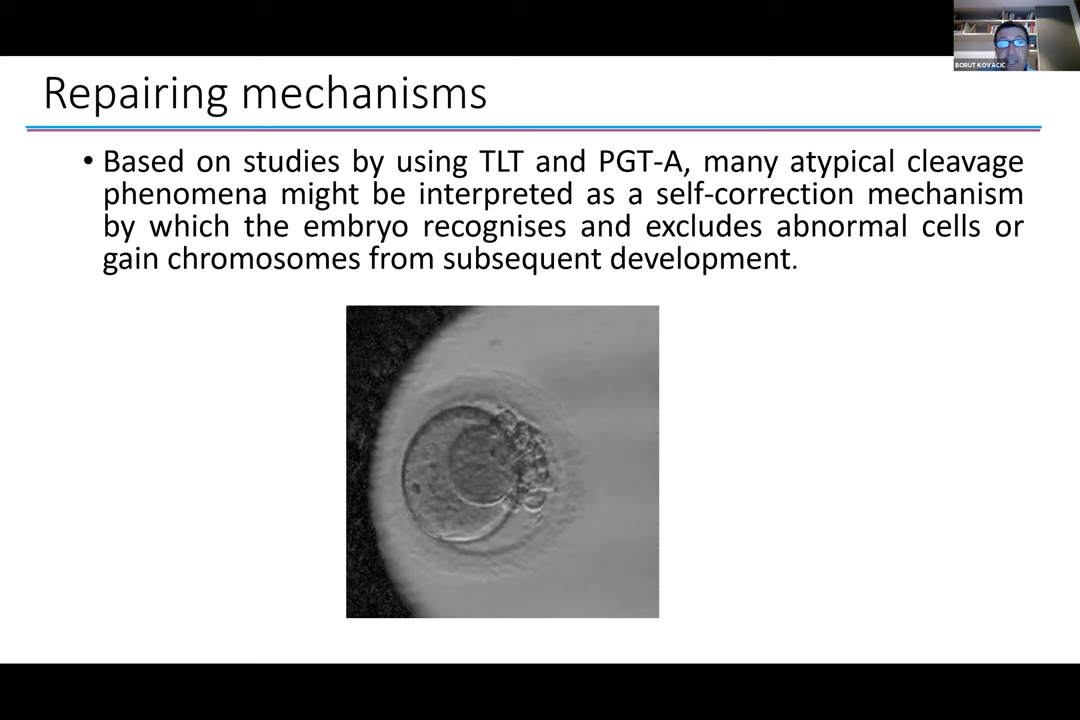 BORUT KOVACIC
Repairing mechanisms
• Based on studies by using TLT and PGT-A, many atypical cleavage
phenomena might be interpreted as a self-correction mechanism
by which the embryo recognises and excludes abnormal cells or
gain chromosomes from subsequent development.